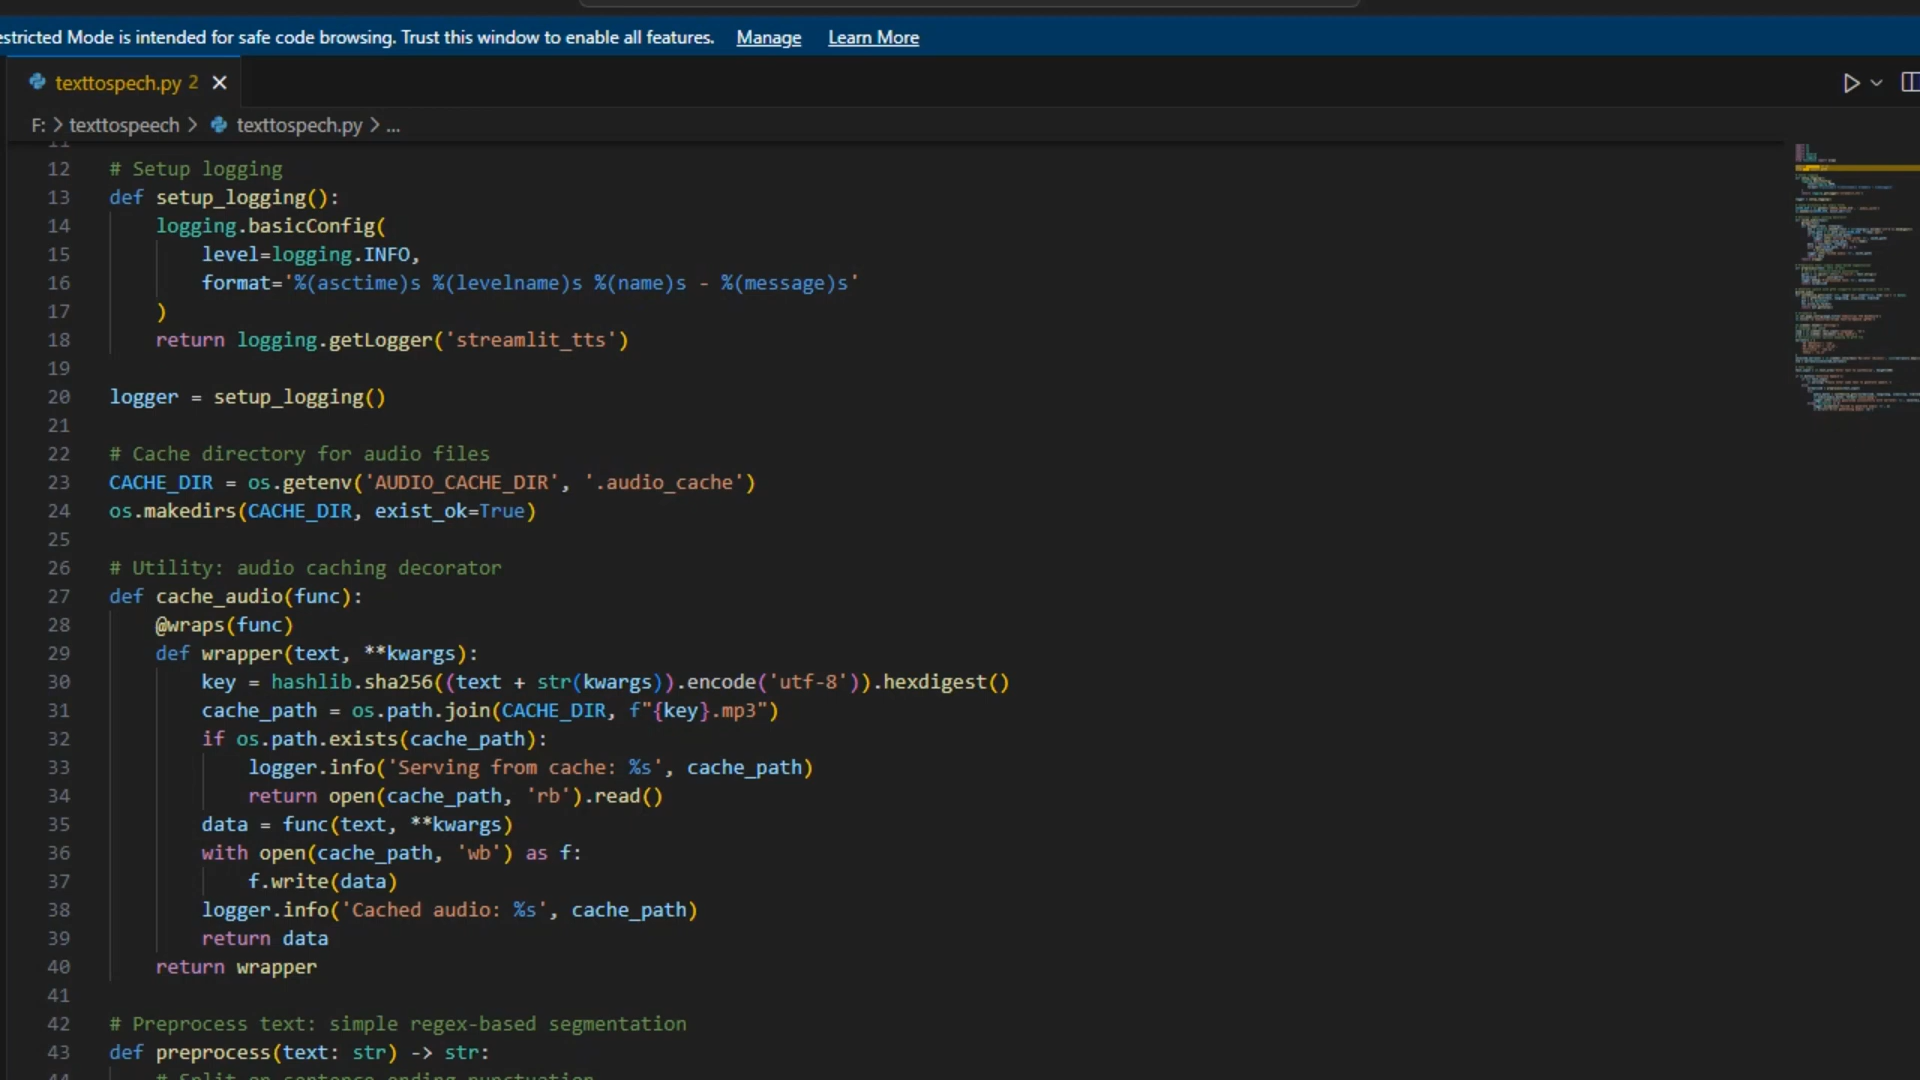 estricted Mode is intended for safe code browsing. Trust this window to enable all features. Manage Learn More
texttospech.py 2
F: > texttospeech > texttospech.py > ...
11
12 # Setup logging
13 def setup_logging():
14     logging.basicConfig(
15         level=logging.INFO,
16         format='%(asctime)s %(levelname)s %(name)s - %(message)s'
17     )
18     return logging.getLogger('streamlit_tts')
19
20 logger = setup_logging()
21
22 # Cache directory for audio files
23 CACHE_DIR = os.getenv('AUDIO_CACHE_DIR', '.audio_cache')
24 os.makedirs(CACHE_DIR, exist_ok=True)
25
26 # Utility: audio caching decorator
27 def cache_audio(func):
28     @wraps(func)
29     def wrapper(text, **kwargs):
30         key = hashlib.sha256((text + str(kwargs)).encode('utf-8')).hexdigest()
31         cache_path = os.path.join(CACHE_DIR, f"{key}.mp3")
32         if os.path.exists(cache_path):
33             logger.info('Serving from cache: %s', cache_path)
34             return open(cache_path, 'rb').read()
35         data = func(text, **kwargs)
36         with open(cache_path, 'wb') as f:
37             f.write(data)
38         logger.info('Cached audio: %s', cache_path)
39         return data
40     return wrapper
41
42 # Preprocess text: simple regex-based segmentation
43 def preprocess(text: str) -> str:
44     # Split on sentence-ending punctuation